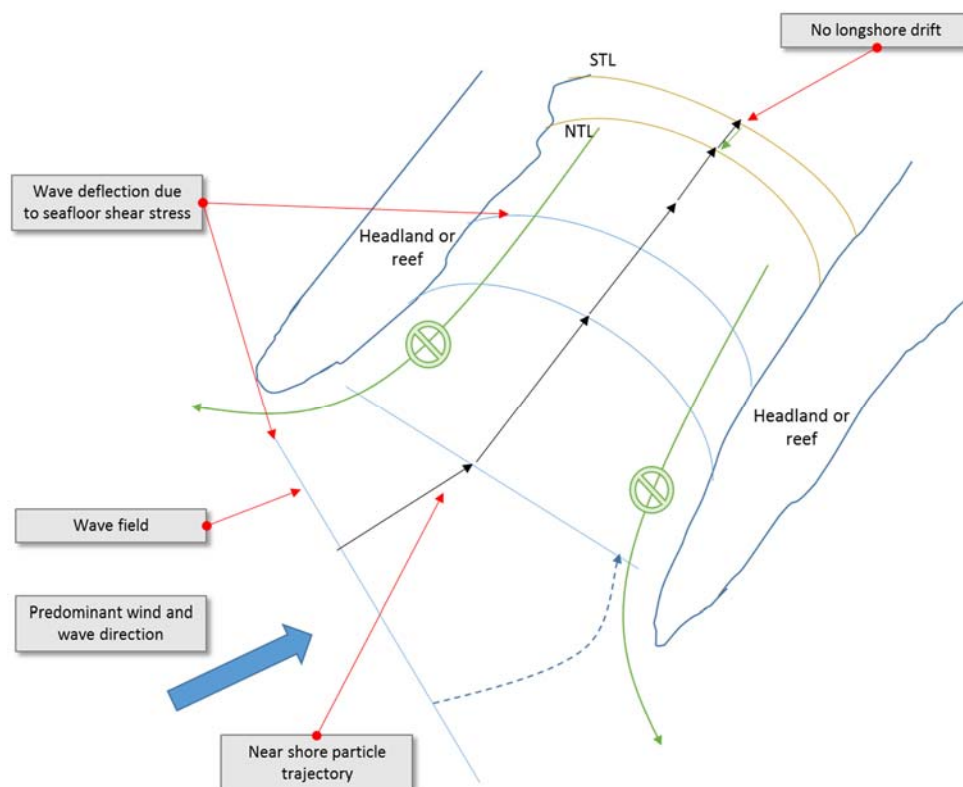 No longshore drift
STL
NTL
Wave deflection due
to seafloor shear stress
Headland or
reef
Headland or
reef
Wave field
Predominant wind and
wave direction
Near shore particle
trajectory